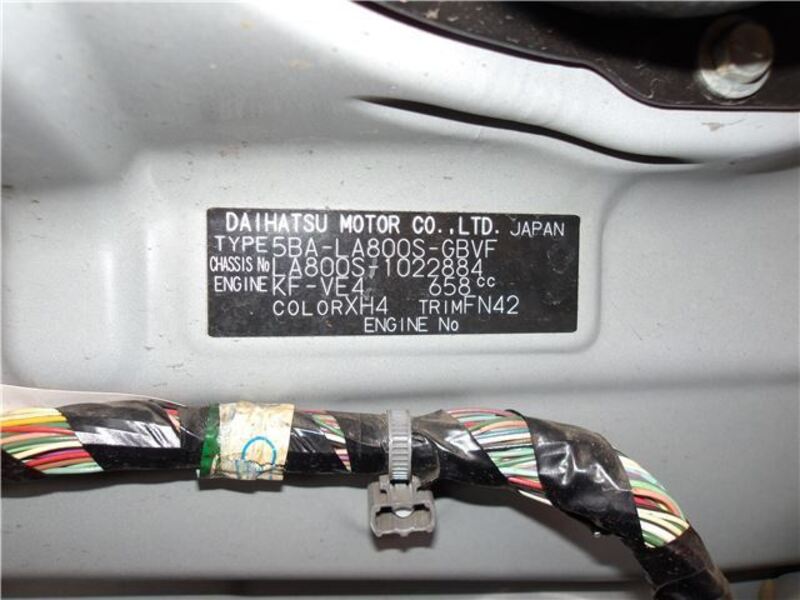 DAIHATSU MOTOR CO.,LTD. JAPAN
TYPE 5BA-LA800S-GBVF
CHASSIS No LA800S-1022884
ENGINE KF-VE4 658cc
COLOR XH4 TRIM FN42
ENGINE No